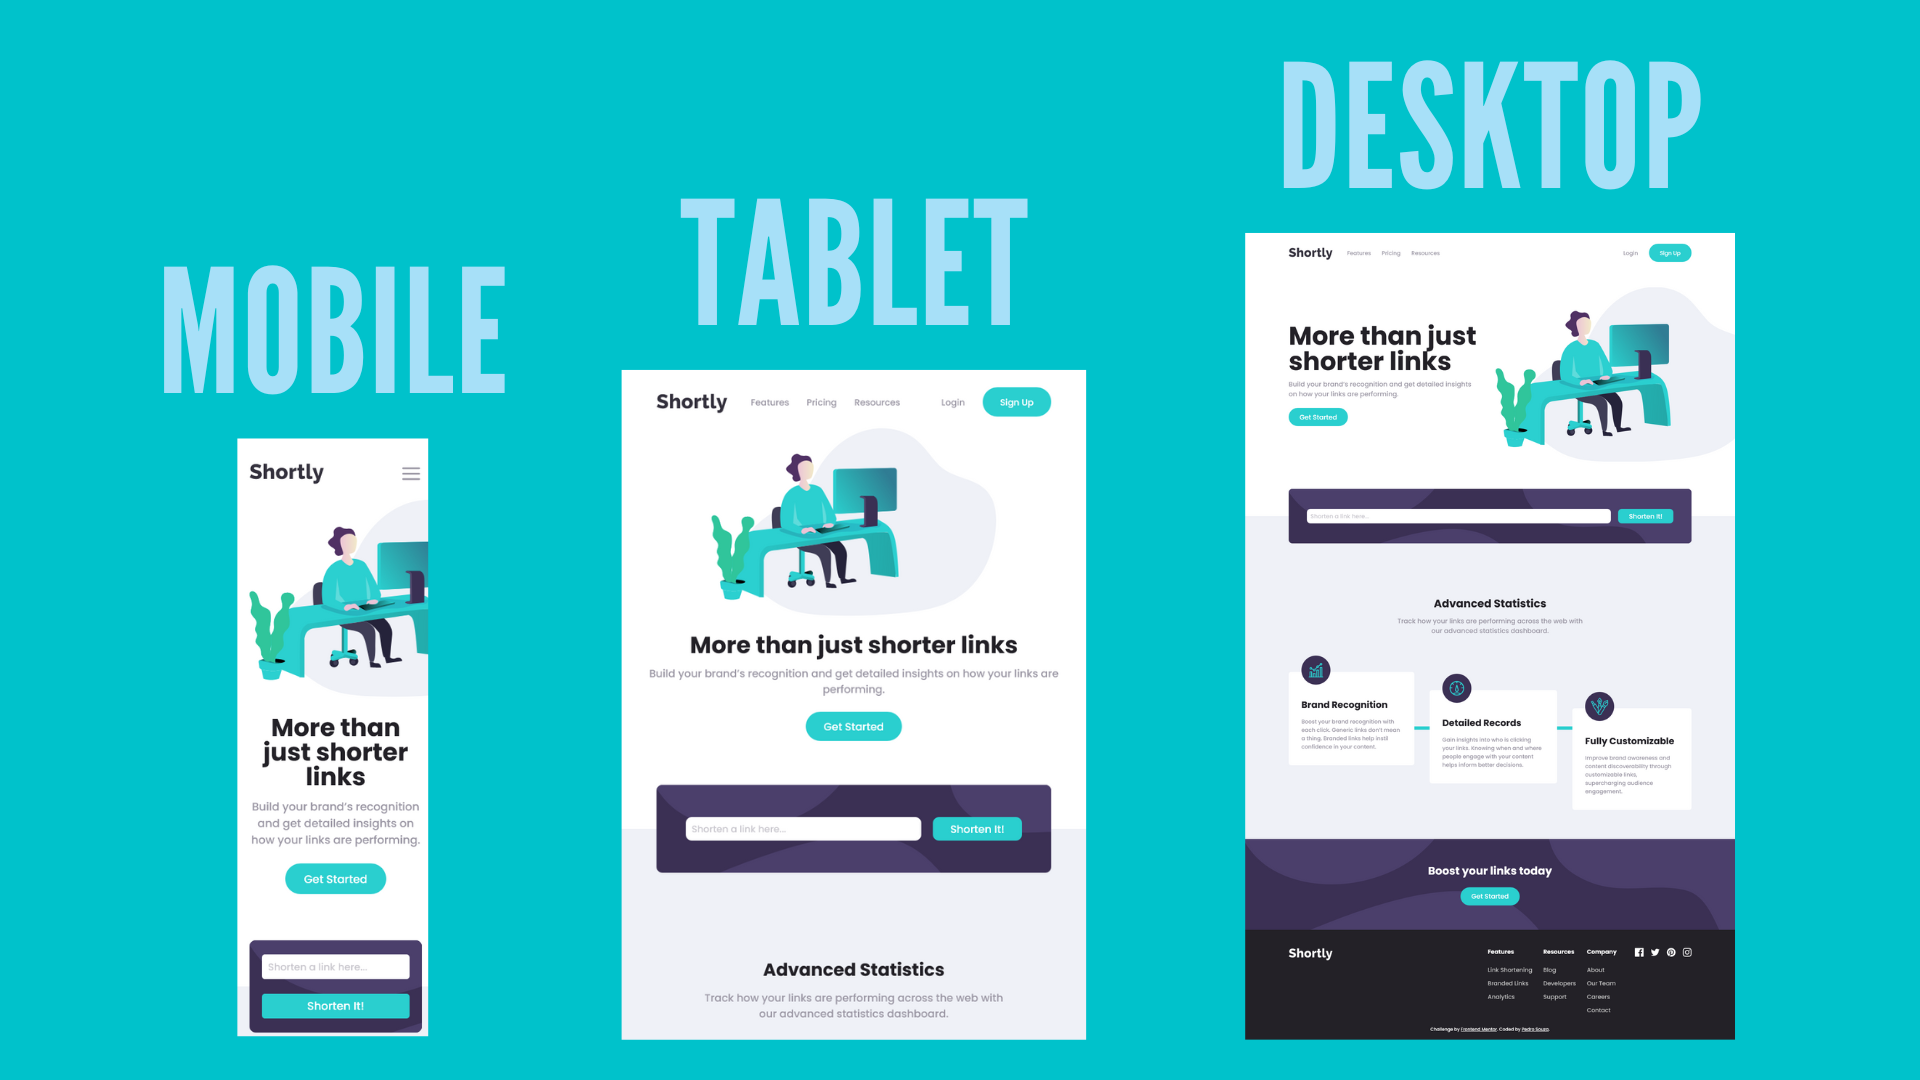 MOBILE
Shortly
More than
just shorter
links
Build your brand's recognition
and get detailed insights on
how your links are performing.
Get Started
Shorten a link here...
Shorten It!
TABLET
Shortly
Features
Pricing
Resources
Login
Sign Up
More than just shorter links
Build your brand's recognition and get detailed insights on how your links are
performing.
Get Started
Shorten a link here...
Shorten It!
Advanced Statistics
Track how your links are performing across the web with
our advanced statistics dashboard.
DESKTOP
Shortly
Features
Pricing
Resources
Login
Sign Up
More than just
shorter links
Build your brand's recognition and get detailed insights
on how your links are performing.
Get Started
Shorten a link here...
Shorten It!
Advanced Statistics
Track how your links are performing across the web with
our advanced statistics dashboard.
Brand Recognition
Boost your brand recognition with
each click. Generic links don't mean
a thing. Branded links help instil
confidence in your content.
Detailed Records
Gain insights into who is clicking
your links. Knowing when and where
people engage with your content
helps inform better decisions.
Fully Customizable
Improve brand awareness and
content discoverability through
customizable links,
supercharging audience
engagement.
Boost your links today
Get Started
Shortly
Features
Link Shortening
Branded Links
Analytics
Resources
Blog
Developers
Support
Company
About
Our Team
Careers
Contact
Challenge by Frontend Mentor. Coded by Pedro Souza.